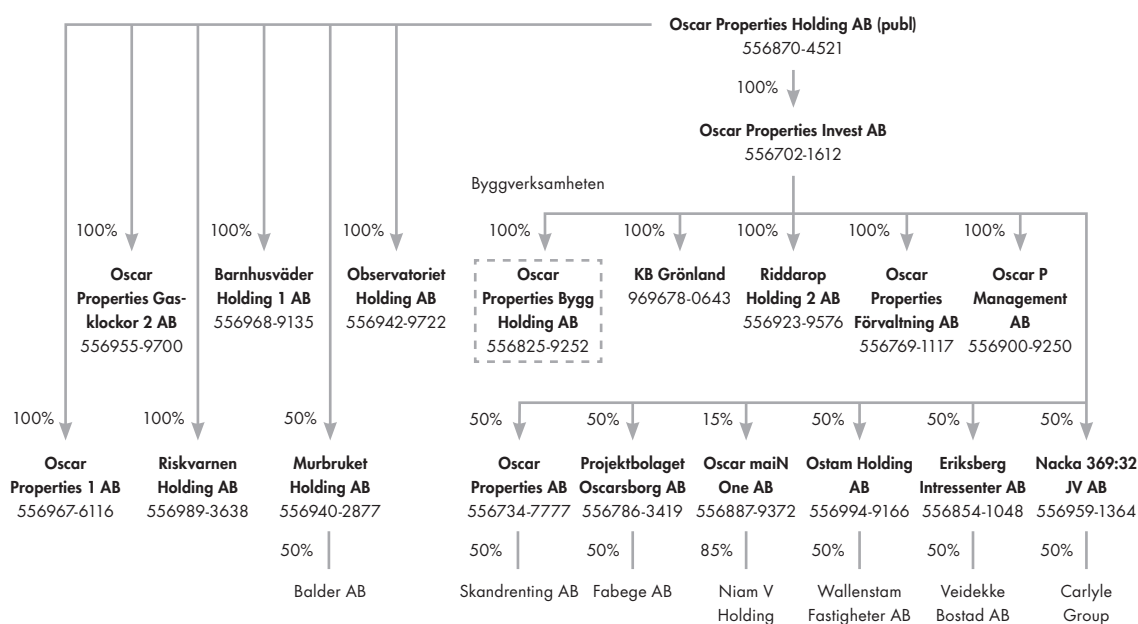 Oscar Properties Holding AB (publ)
556870-4521
100%
Oscar Properties Invest AB
556702-1612
Byggverksamheten
100%
100%
100%
100%
100%
100%
100%
100%
Oscar
Properties Gas-
klockor 2 AB
556955-9700
Barnhusväder
Holding 1 AB
556968-9135
Observatoriet
Holding AB
556942-9722
Oscar
Properties Bygg
Holding AB
556825-9252
KB Grönland
969678-0643
Riddarop
Holding 2 AB
556923-9576
Oscar
Properties
Förvaltning AB
556769-1117
Oscar P
Management
AB
556900-9250
100%
100%
50%
50%
50%
15%
50%
50%
50%
Oscar
Properties 1 AB
556967-6116
Riskvarnen
Holding AB
556989-3638
Murbruket
Holding AB
556940-2877
Oscar
Properties AB
556734-7777
Projektbolaget
Oscarsborg AB
556786-3419
Oscar maiN
One AB
556887-9372
Ostam Holding
AB
556994-9166
Eriksberg
Intressenter AB
556854-1048
Nacka 369:32
JV AB
556959-1364
50%
50%
50%
85%
50%
50%
50%
Balder AB
Skandrenting AB
Fabege AB
Niam V
Holding
Wallenstam
Fastigheter AB
Veidekke
Bostad AB
Carlyle
Group